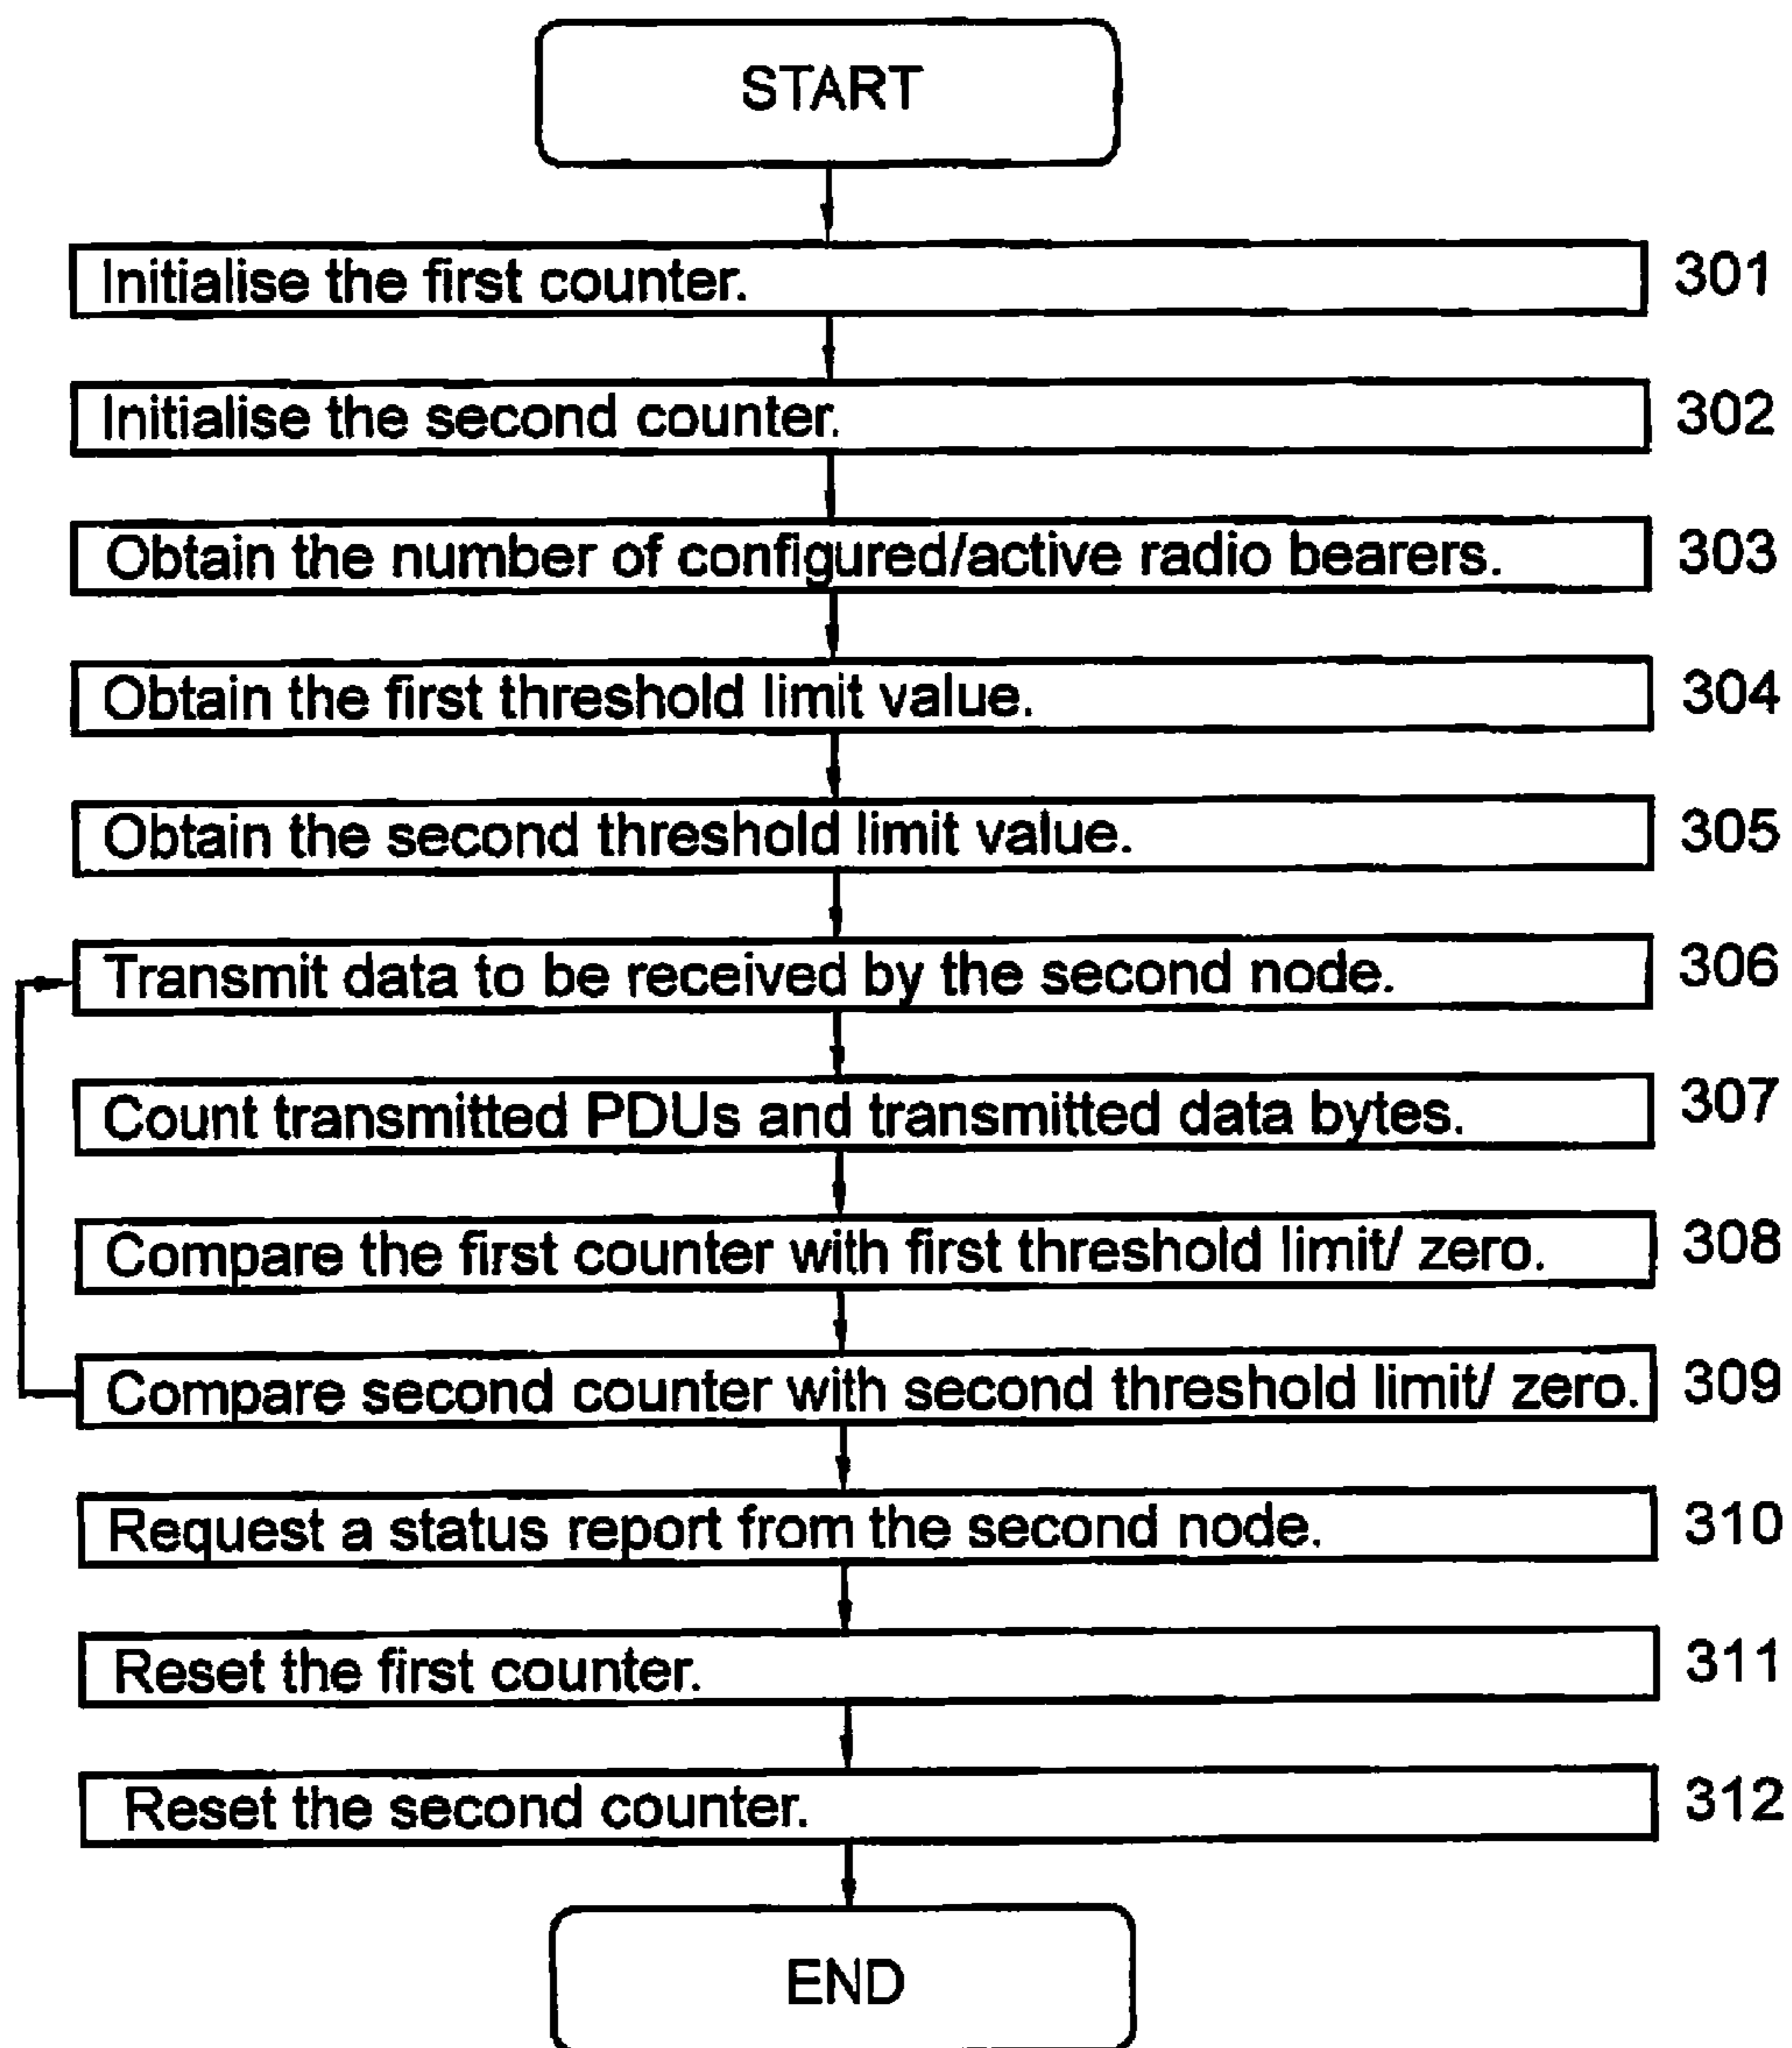 START
Initialise the first counter. 301
Initialise the second counter. 302
Obtain the number of configured/active radio bearers. 303
Obtain the first threshold limit value. 304
Obtain the second threshold limit value. 305
Transmit data to be received by the second node. 306
Count transmitted PDUs and transmitted data bytes. 307
Compare the first counter with first threshold limit/ zero. 308
Compare second counter with second threshold limit/ zero. 309
Request a status report from the second node. 310
Reset the first counter. 311
Reset the second counter. 312
END